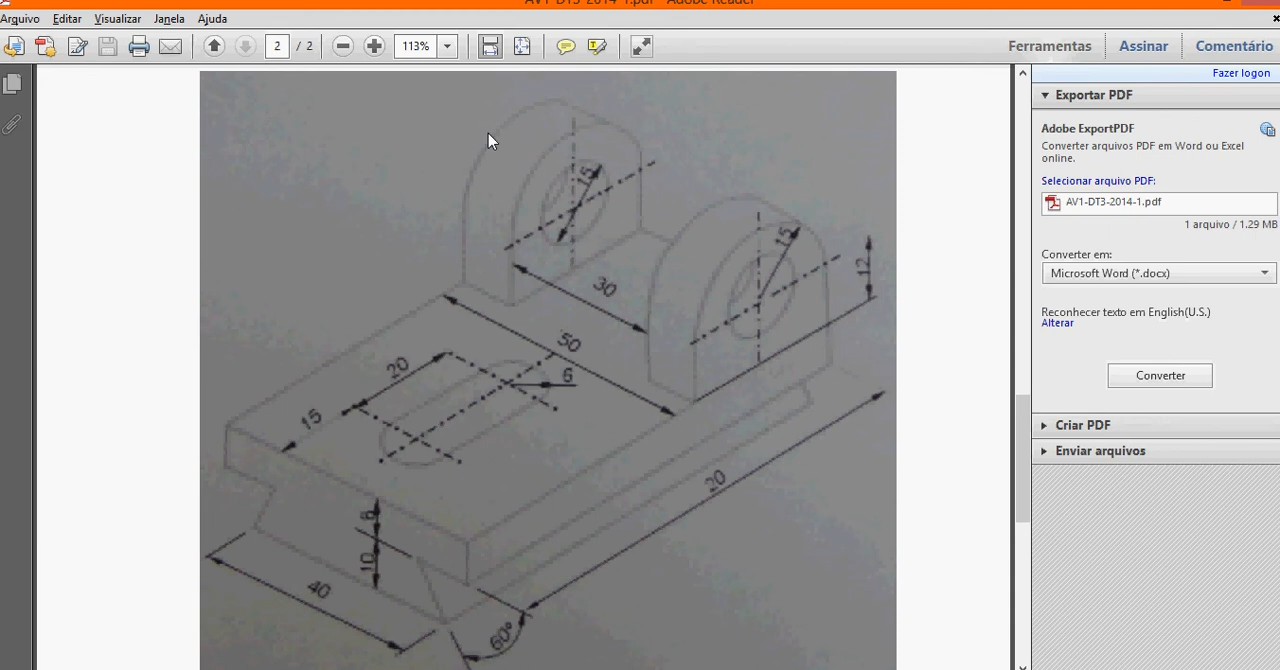 AV1-DT3-2014-1.pdf - Adobe Reader
Arquivo Editar Visualizar Janela Ajuda
2 / 2
113%
Ferramentas Assinar Comentário
Fazer logon
Exportar PDF
Adobe ExportPDF
Converter arquivos PDF em Word ou Excel
online.
Selecionar arquivo PDF:
AV1-DT3-2014-1.pdf
1 arquivo / 1.29 MB
Converter em:
Microsoft Word (*.docx)
Reconhecer texto em English(U.S.)
Alterar
Converter
Criar PDF
Enviar arquivos
15
15
12
30
50
20
6
15
20
10
40
60°